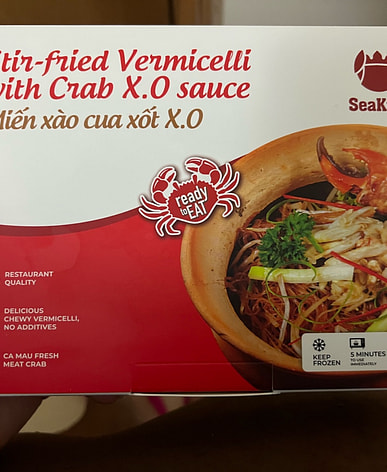 Stir-fried Vermicelli
with Crab X.O sauce
Miến xào cua xốt X.O
SeaK
ready
to EAT
RESTAURANT
QUALITY
DELICIOUS
CHEWY VERMICELLI,
NO ADDITIVES
CA MAU FRESH
MEAT CRAB
KEEP
FROZEN
5 MINUTES
TO USE
IMMEDIATELY